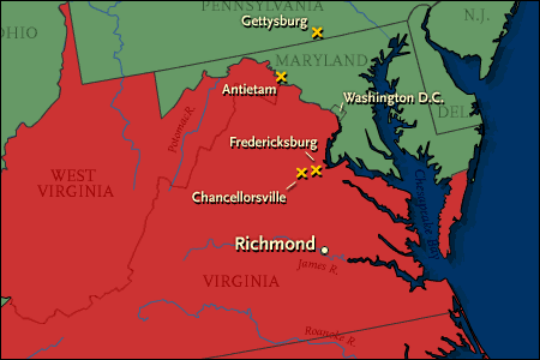 PENNSYLVANIA
Gettysburg
N.J.
OHIO
MARYLAND
Antietam
Washington D.C.
DEL.
Potomac R.
Fredericksburg
WEST
VIRGINIA
Chancellorsville
Chesapeake Bay
Richmond
James R.
VIRGINIA
Roanoke R.